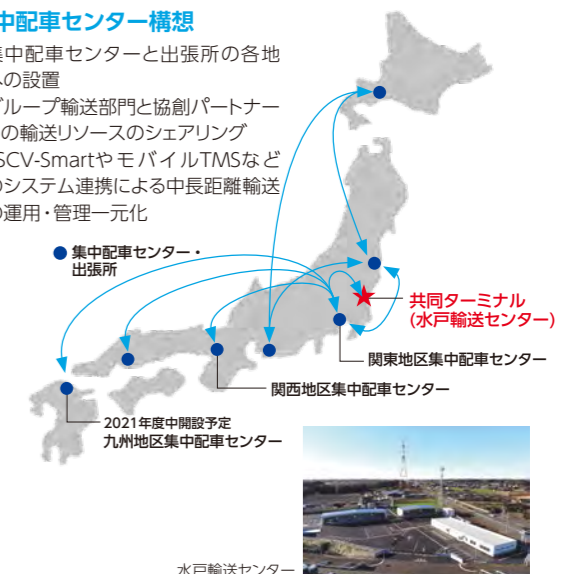 中配車センター構想
集中配車センターと出張所の各地
の設置
グループ輸送部門と協創パートナー
の輸送リソースのシェアリング
SCV-SmartやモバイルTMSなど
のシステム連携による中長距離輸送
の運用・管理一元化
集中配車センター・
出張所
共同ターミナル
(水戸輸送センター)
関東地区集中配車センター
関西地区集中配車センター
2021年度中開設予定
九州地区集中配車センター
水戸輸送センター